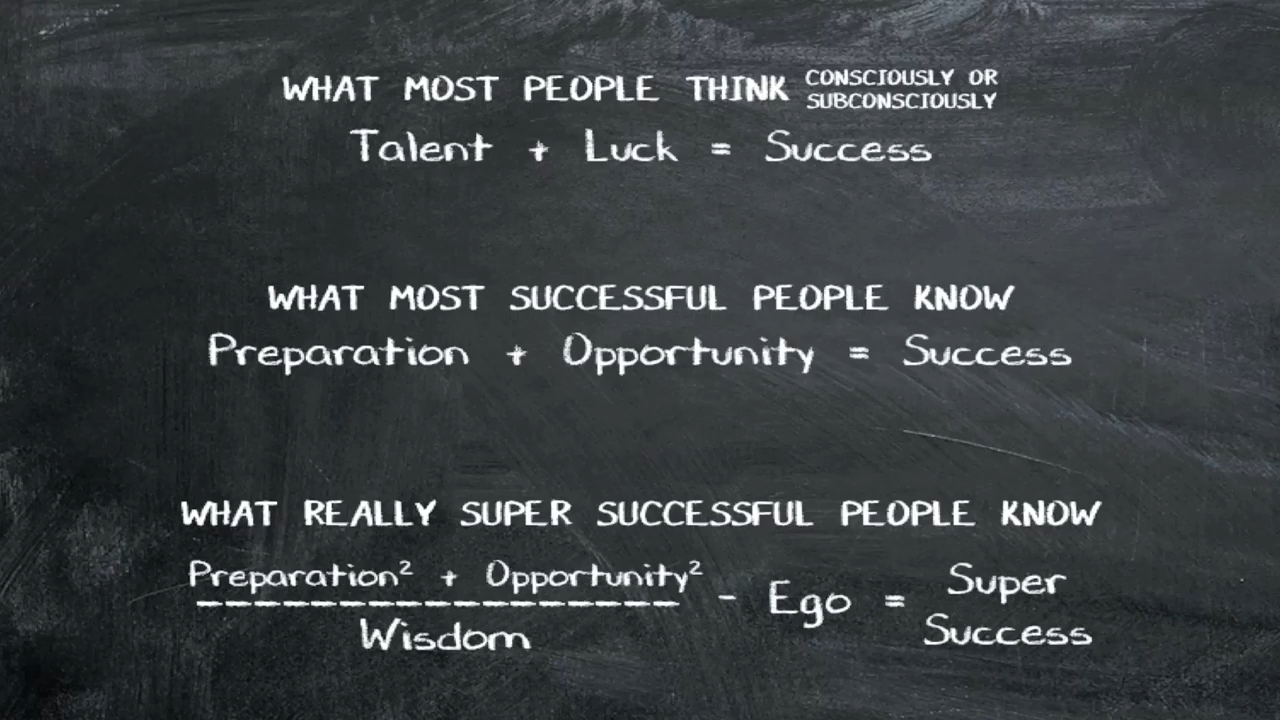 WHAT MOST PEOPLE THINK CONSCIOUSLY OR SUBCONSCIOUSLY
Talent + Luck = Success
WHAT MOST SUCCESSFUL PEOPLE KNOW
Preparation + Opportunity = Success
WHAT REALLY SUPER SUCCESSFUL PEOPLE KNOW
Preparation² + Opportunity²
Wisdom
- Ego =
Super
Success